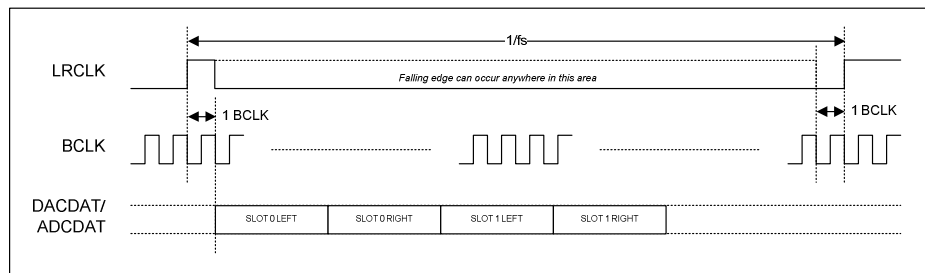 1/fs
LRCLK
Falling edge can occur anywhere in this area
1 BCLK
1 BCLK
BCLK
DACDAT/
ADCDAT
SLOT 0 LEFT
SLOT 0 RIGHT
SLOT 1 LEFT
SLOT 1 RIGHT